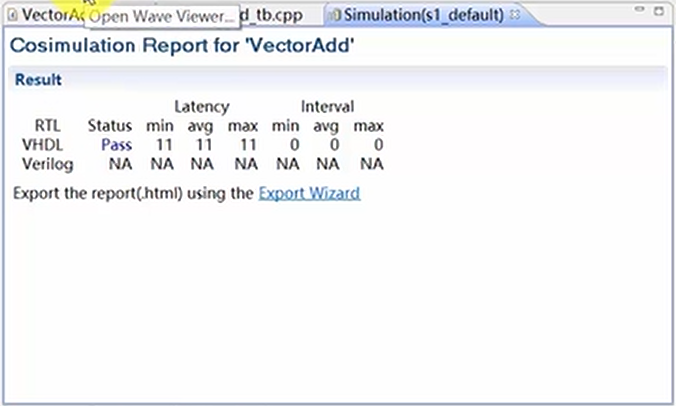 VectorA Open Wave Viewer... d_tb.cpp Simulation(s1_default)
Cosimulation Report for 'VectorAdd'
Result
Latency Interval
RTL Status min avg max min avg max
VHDL Pass 11 11 11 0 0 0
Verilog NA NA NA NA NA NA NA
Export the report(.html) using the Export Wizard